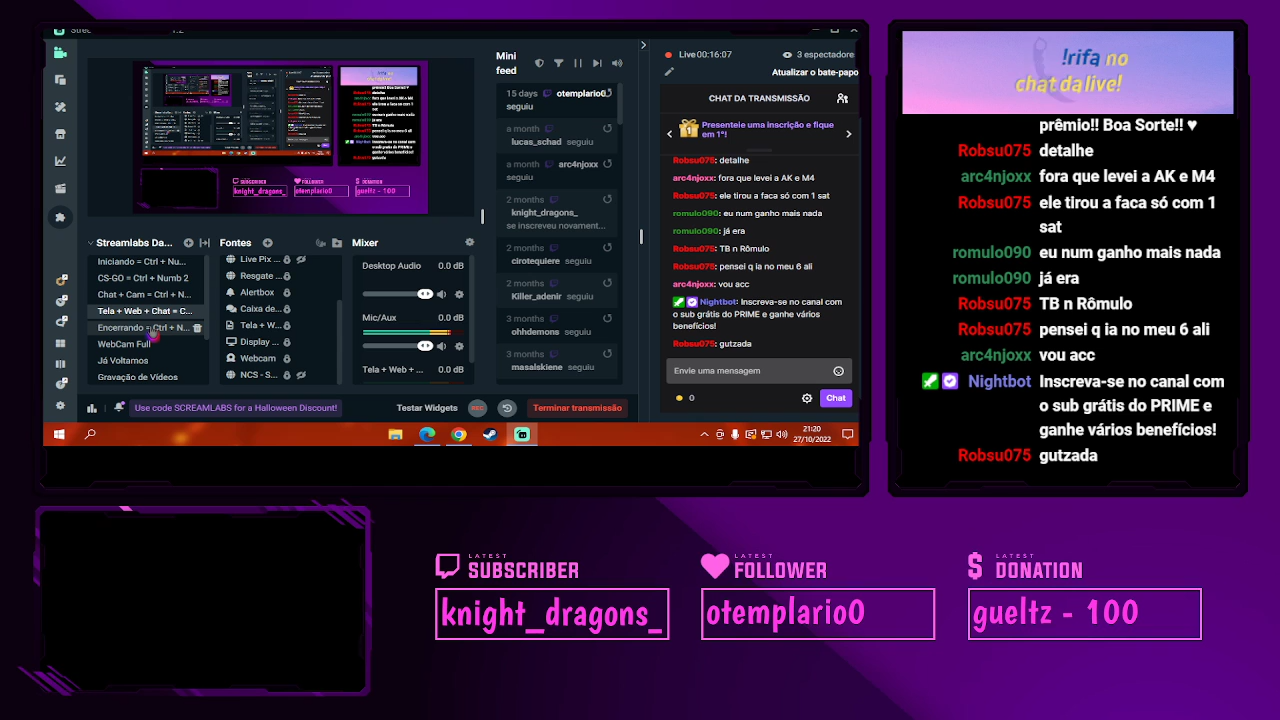 Live 00:16:07
3 espectadore
Atualizar o bate-papo
Mini
feed
15 days otemplario0
seguiu
a month
lucas_schad seguiu
a month arc4njoxx
seguiu
2 months
knight_dragons_
se inscreveu novament...
2 months
cirotequiere seguiu
2 months
Killer_adenir seguiu
3 months
ohhdemons seguiu
3 months
masalskiene seguiu
Streamlabs Da...
Iniciando = Ctrl + Nu...
CS-GO = Ctrl + Numb 2
Chat + Cam = Ctrl + N...
Tela + Web + Chat = C...
Encerrando = Ctrl + N...
WebCam Full
Já Voltamos
Gravação de Vídeos
Fontes
Live Pix ...
Resgate ...
Alertbox
Caixa de...
Tela + W...
Display ...
Webcam
NCS - S...
Mixer
Desktop Audio 0.0 dB
Mic/Aux 0.0 dB
Tela + Web + ... 0.0 dB
Use code SCREAMLABS for a Halloween Discount!
Testar Widgets
REC
Terminar transmissão
CHAT DA TRANSMISSÃO
Presenteie uma inscrição e fique
em 1º!
Robsu075: detalhe
arc4njoxx: fora que levei a AK e M4
Robsu075: ele tirou a faca só com 1 sat
romulo090: eu num ganho mais nada
romulo090: já era
Robsu075: TB n Rômulo
Robsu075: pensei q ia no meu 6 ali
arc4njoxx: vou acc
Nightbot: Inscreva-se no canal com
o sub grátis do PRIME e ganhe vários
benefícios!
Robsu075: gutzada
Envie uma mensagem
0
Chat
21:20
27/10/2022
!rifa no
chat da live!
prêmio!! Boa Sorte!! ♥
Robsu075 detalhe
arc4njoxx fora que levei a AK e M4
Robsu075 ele tirou a faca só com 1
sat
romulo090 eu num ganho mais nada
romulo090 já era
Robsu075 TB n Rômulo
Robsu075 pensei q ia no meu 6 ali
arc4njoxx vou acc
Nightbot Inscreva-se no canal com
o sub grátis do PRIME e
ganhe vários benefícios!
Robsu075 gutzada
LATEST
SUBSCRIBER
knight_dragons_
LATEST
FOLLOWER
otemplario0
LATEST
DONATION
gueltz - 100